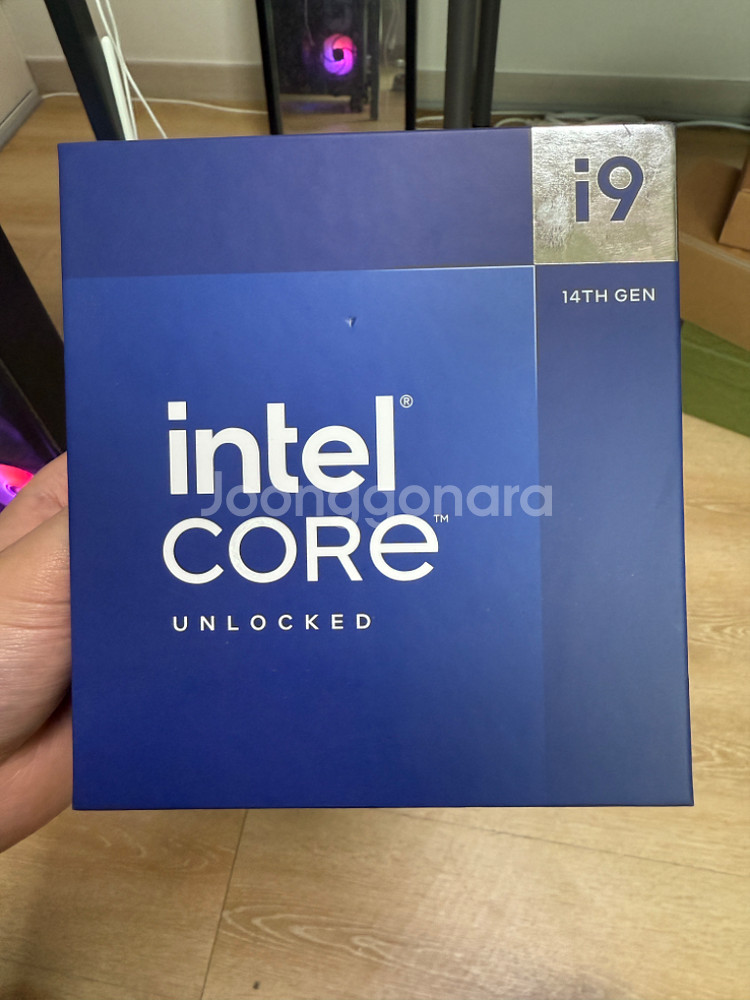 i9
14TH GEN
intel®
Joonggonara
CORE™
UNLOCKED